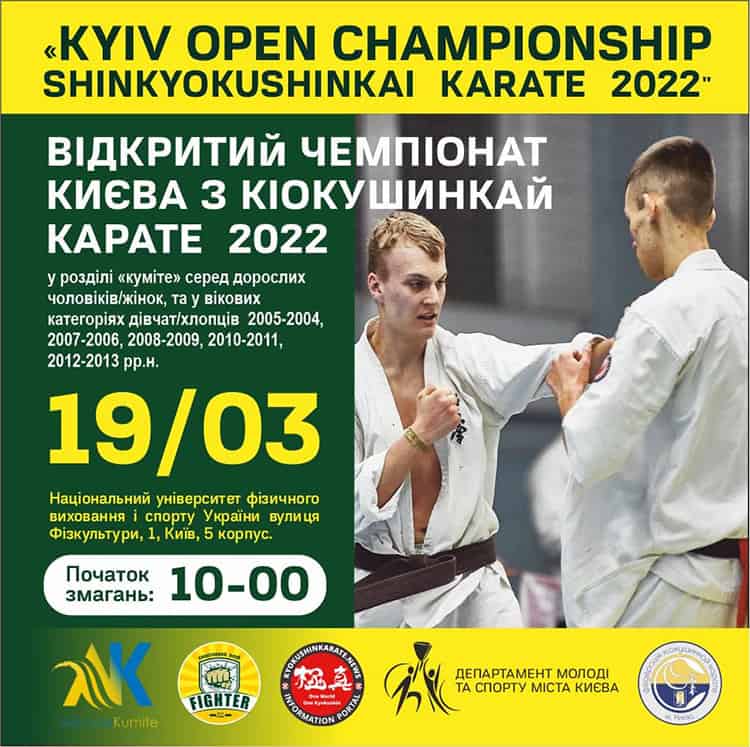 «KYIV OPEN CHAMPIONSHIP
SHINKYOKUSHINKAI KARATE 2022"
ВІДКРИТИЙ ЧЕМПІОНАТ
КИЄВА З КІОКУШИНКАЙ
КАРАТЕ 2022
у розділі «куміте» серед дорослих
чоловіків/жінок, та у вікових
категоріях дівчат/хлопців 2005-2004,
2007-2006, 2008-2009, 2010-2011,
2012-2013 рр.н.
19/03
Національний університет фізичного
виховання і спорту України вулиця
Фізкультури, 1, Київ, 5 корпус.
Початок
змагань:
10-00
AK
Kumite
FIGHTER
KYOKUSHINKARATE.NEWS
極真
One World
One Kyokushin
INFORMATION PORTAL
ДЕПАРТАМЕНТ МОЛОДІ
ТА СПОРТУ МІСТА КИЄВА